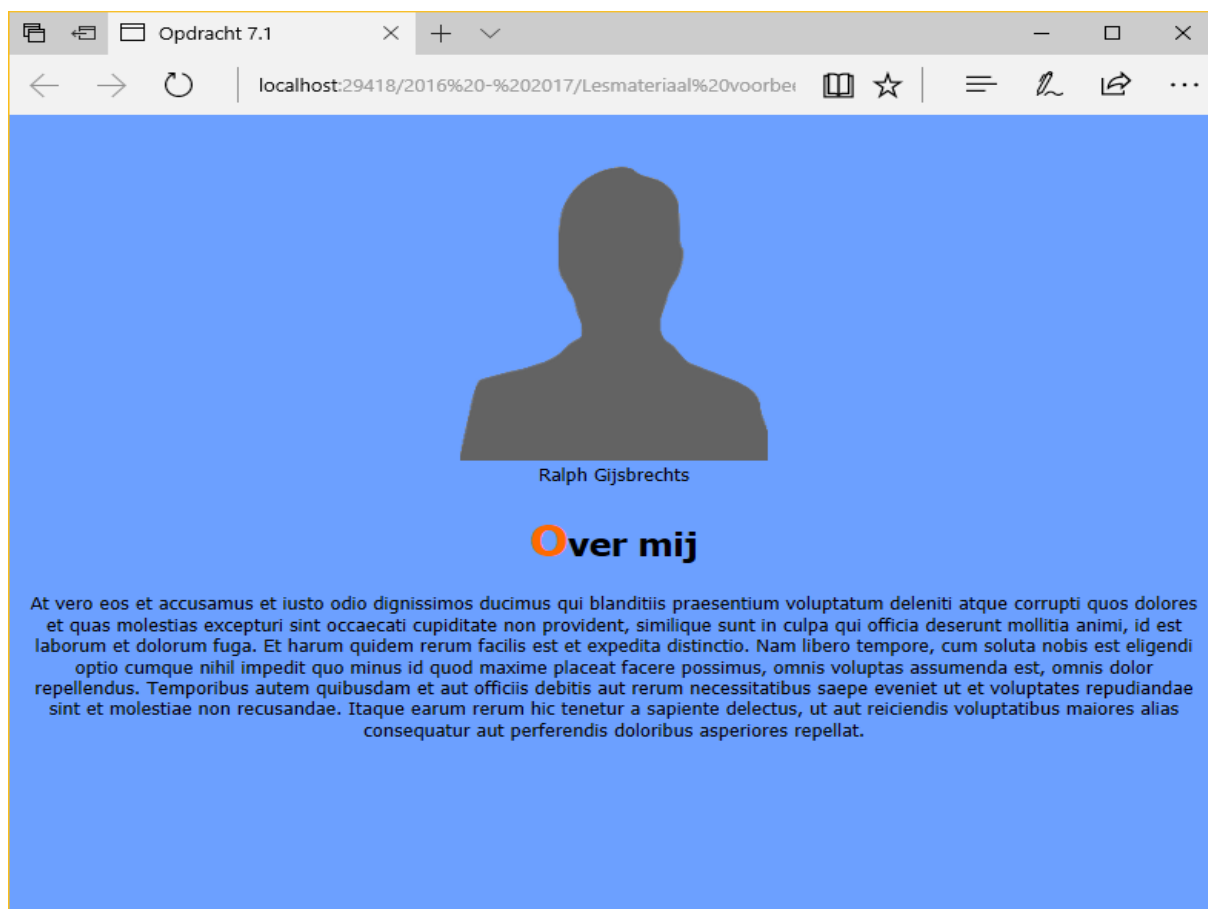 Opdracht 7.1
localhost:29418/2016%20-%202017/Lesmateriaal%20voorbe
Ralph Gijsbrechts
Over mij
At vero eos et accusamus et iusto odio dignissimos ducimus qui blanditiis praesentium voluptatum deleniti atque corrupti quos dolores
et quas molestias excepturi sint occaecati cupiditate non provident, similique sunt in culpa qui officia deserunt mollitia animi, id est
laborum et dolorum fuga. Et harum quidem rerum facilis est et expedita distinctio. Nam libero tempore, cum soluta nobis est eligendi
optio cumque nihil impedit quo minus id quod maxime placeat facere possimus, omnis voluptas assumenda est, omnis dolor
repellendus. Temporibus autem quibusdam et aut officiis debitis aut rerum necessitatibus saepe eveniet ut et voluptates repudiandae
sint et molestiae non recusandae. Itaque earum rerum hic tenetur a sapiente delectus, ut aut reiciendis voluptatibus maiores alias
consequatur aut perferendis doloribus asperiores repellat.